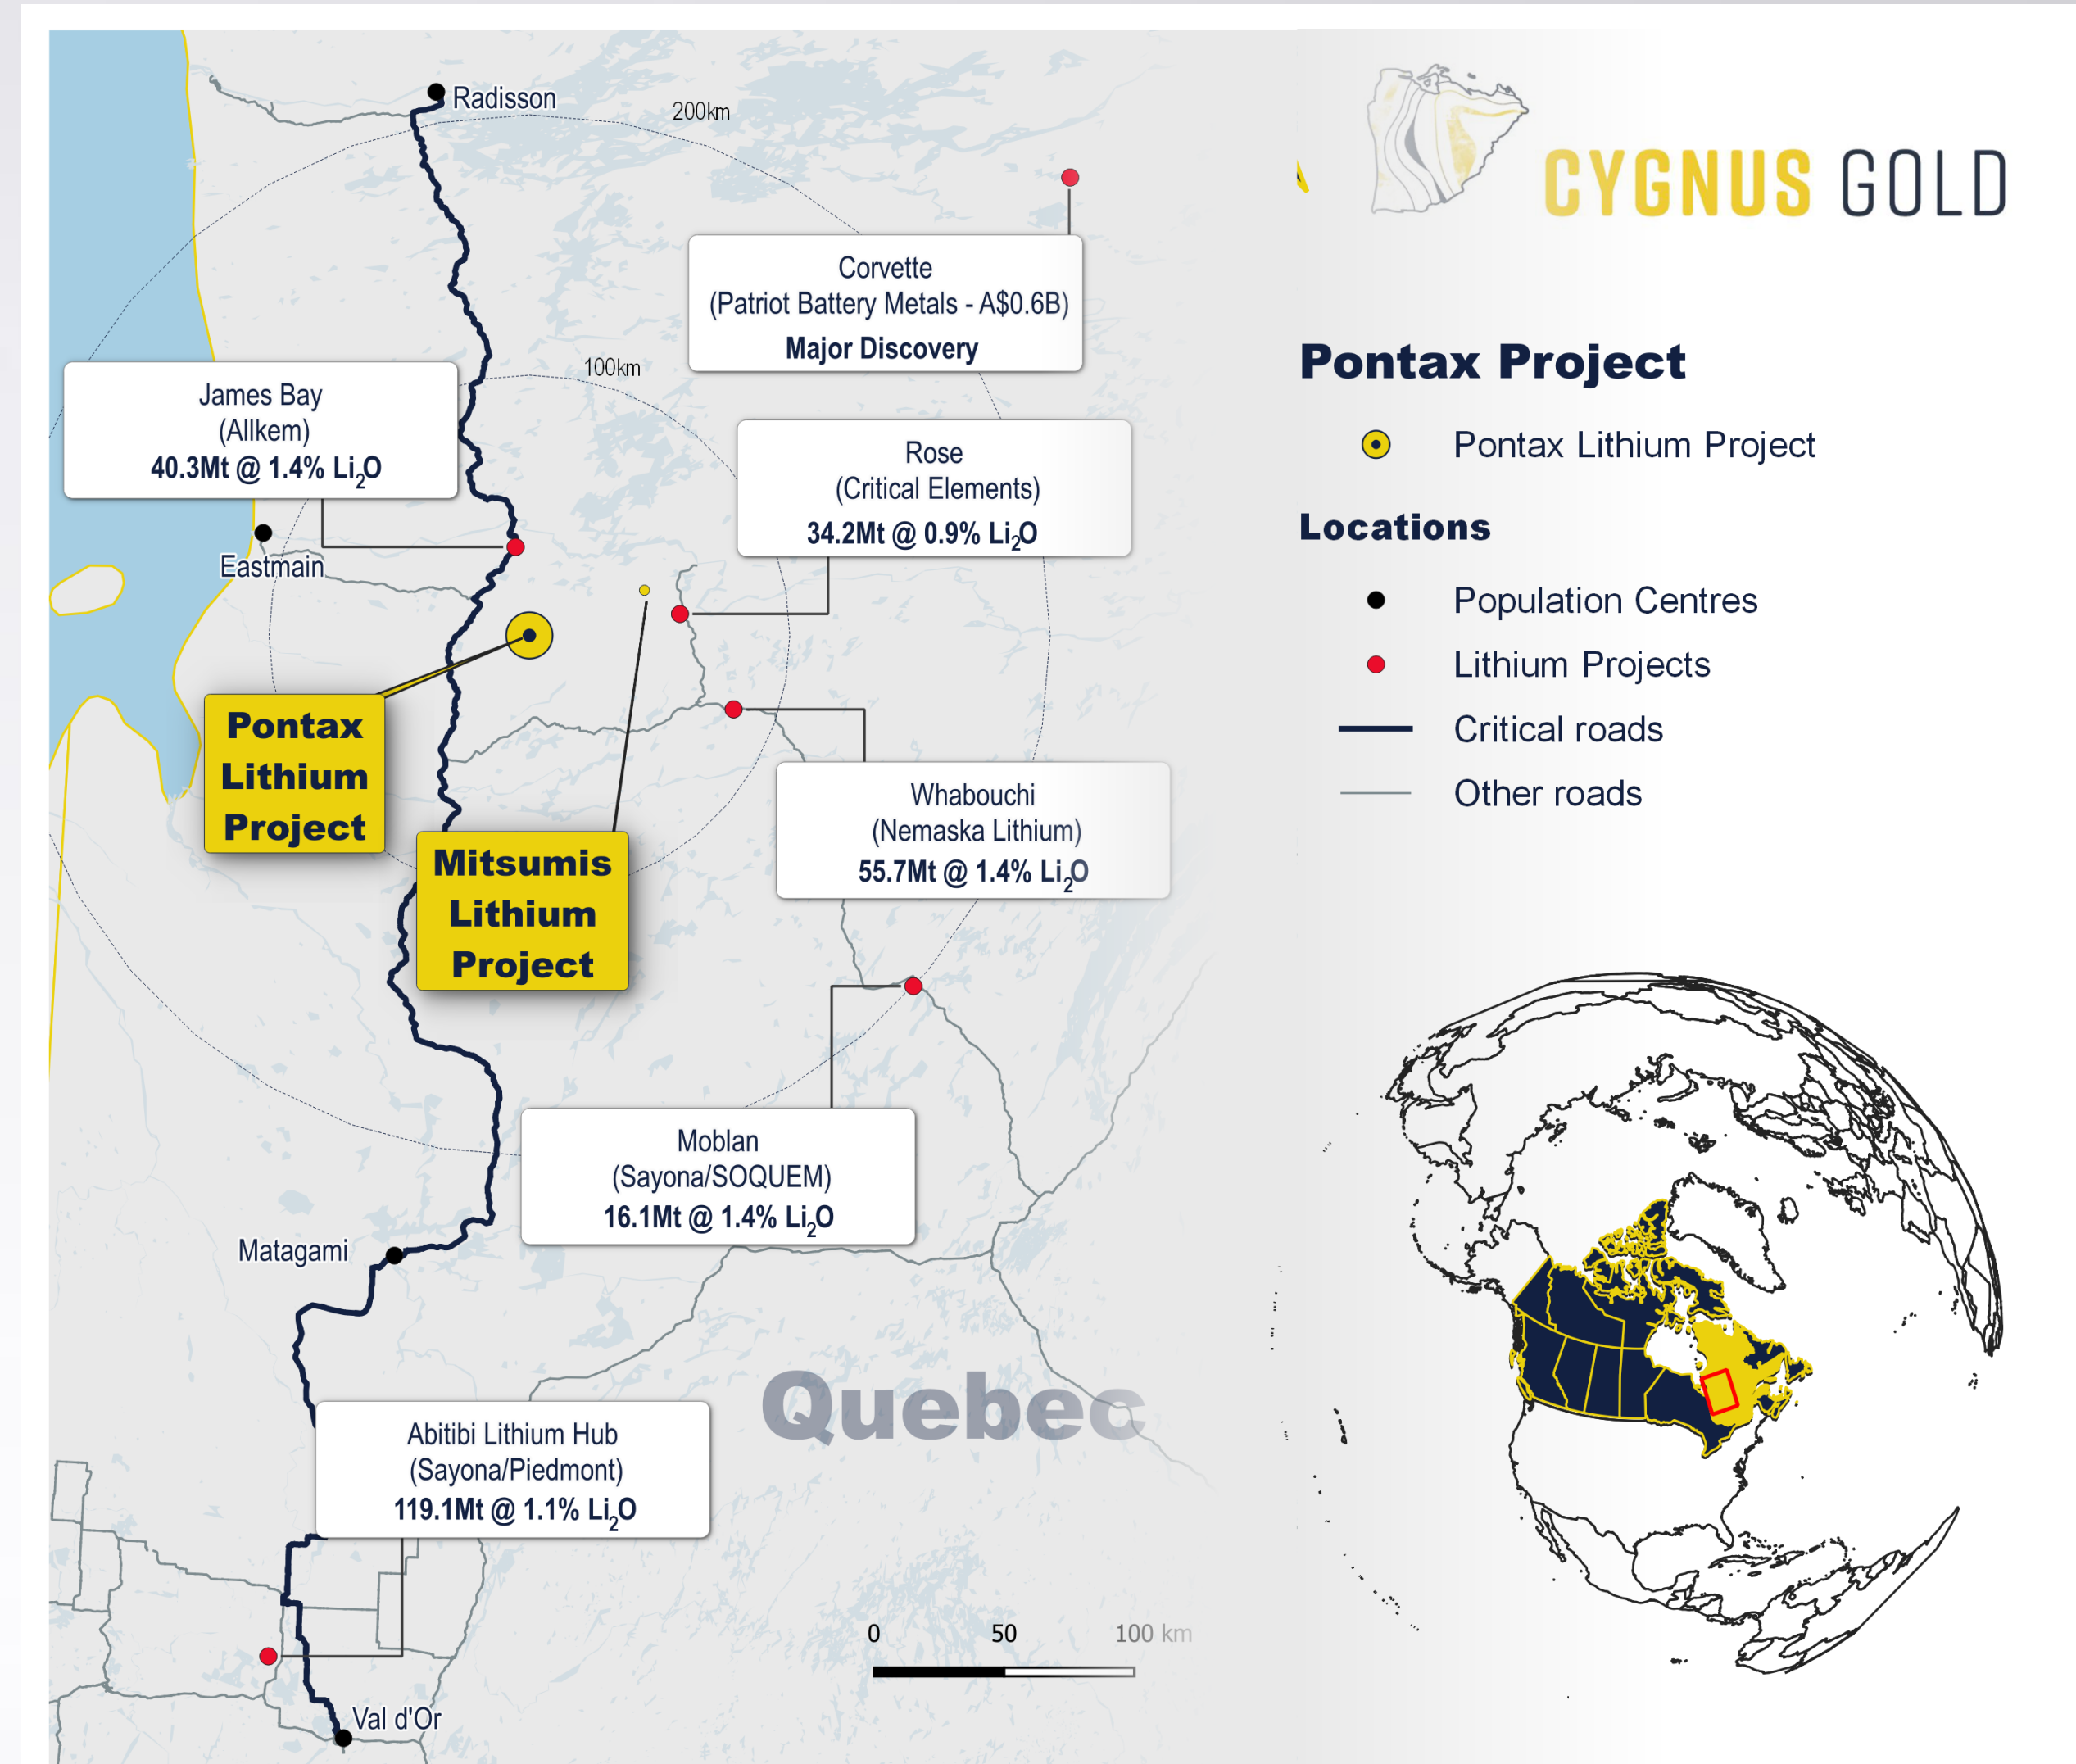 Radisson
200km
CYGNUS GOLD
Corvette
(Patriot Battery Metals - A$0.6B)
Major Discovery
100km
James Bay
(Allkem)
40.3Mt @ 1.4% Li₂O
Rose
(Critical Elements)
34.2Mt @ 0.9% Li₂O
Eastmain
Pontax
Lithium
Project
Mitsumis
Lithium
Project
Whabouchi
(Nemaska Lithium)
55.7Mt @ 1.4% Li₂O
Moblan
(Sayona/SOQUEM)
16.1Mt @ 1.4% Li₂O
Matagami
Quebec
Abitibi Lithium Hub
(Sayona/Piedmont)
119.1Mt @ 1.1% Li₂O
0 50 100 km
Val d'Or
Pontax Project
Pontax Lithium Project
Locations
Population Centres
Lithium Projects
Critical roads
Other roads